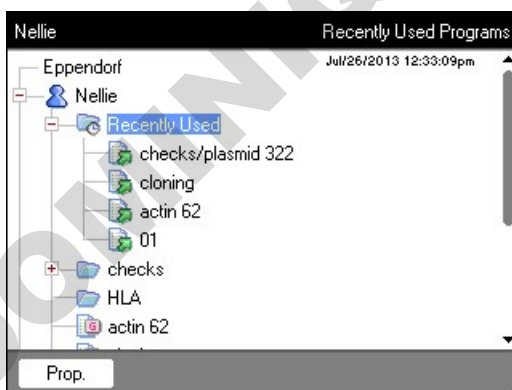 Nellie Recently Used Programs
Jul/26/2013 12:33:09pm
Eppendorf
Nellie
Recently Used
checks/plasmid 322
cloning
actin 62
01
checks
HLA
actin 62
Prop.